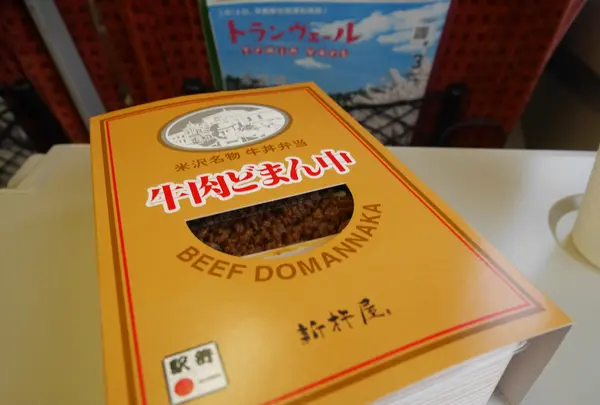 トランヴェール
3
米沢名物 牛丼弁当
牛肉どまん中
BEEF DOMANNAKA
新杵屋
駅弁